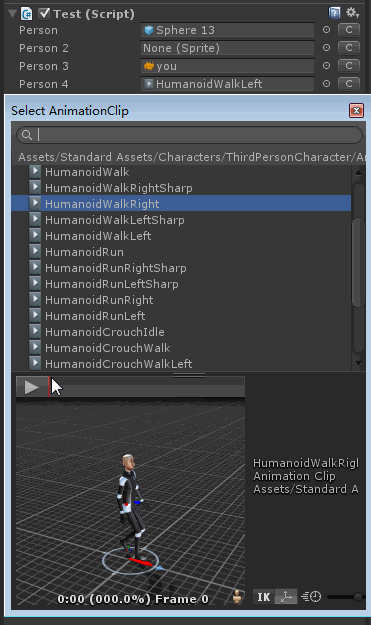 Test (Script)
Person Sphere 13 C
Person 2 None (Sprite) C
Person 3 you C
Person 4 HumanoidWalkLeft C
Select AnimationClip
Assets/Standard Assets/Characters/ThirdPersonCharacter/Ar
HumanoidWalk
HumanoidWalkRightSharp
HumanoidWalkRight
HumanoidWalkLeftSharp
HumanoidWalkLeft
HumanoidRun
HumanoidRunRightSharp
HumanoidRunLeftSharp
HumanoidRunRight
HumanoidRunLeft
HumanoidCrouchIdle
HumanoidCrouchWalk
HumanoidCrouchWalkLeft
HumanoidWalkRigl
Animation Clip
Assets/Standard A
0:00 (000.0%) Frame 0
IK